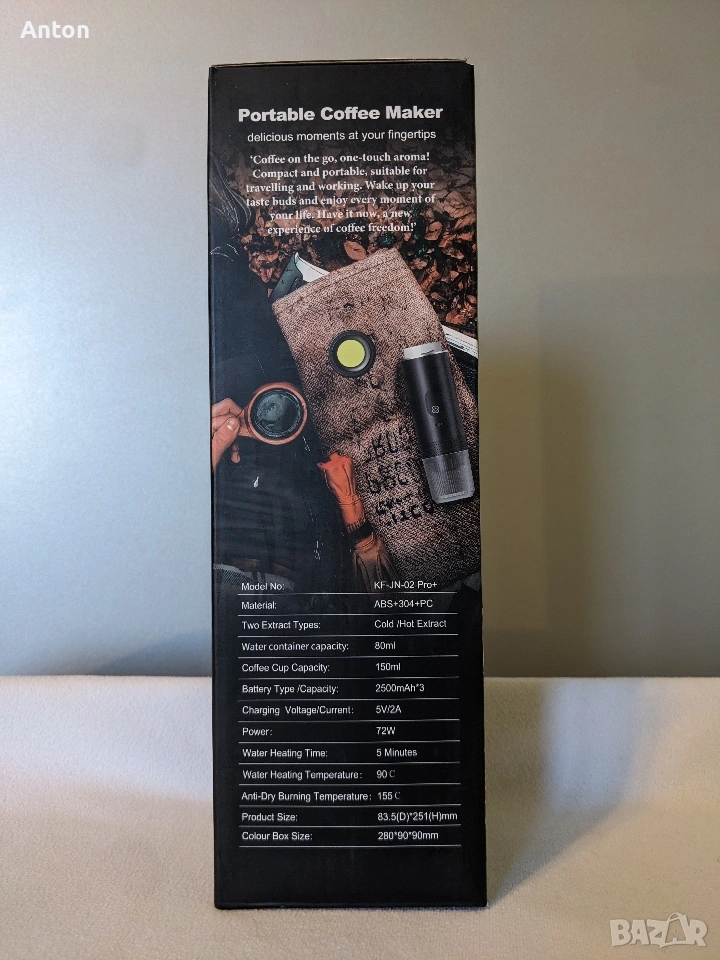 Anton
Portable Coffee Maker
delicious moments at your fingertips
'Coffee on the go, one-touch aroma!
Compact and portable, suitable for
travelling and working. Wake up your
taste buds and enjoy every moment of
your life. Have it now, a new
experience of coffee freedom!'
Model No: KF-JN-02 Pro+
Material: ABS+304+PC
Two Extract Types: Cold /Hot Extract
Water container capacity: 80ml
Coffee Cup Capacity: 150ml
Battery Type /Capacity: 2500mAh*3
Charging Voltage/Current: 5V/2A
Power: 72W
Water Heating Time: 5 Minutes
Water Heating Temperature: 90℃
Anti-Dry Burning Temperature: 155℃
Product Size: 83.5(D)*251(H)mm
Colour Box Size: 280*90*90mm
BAZAR